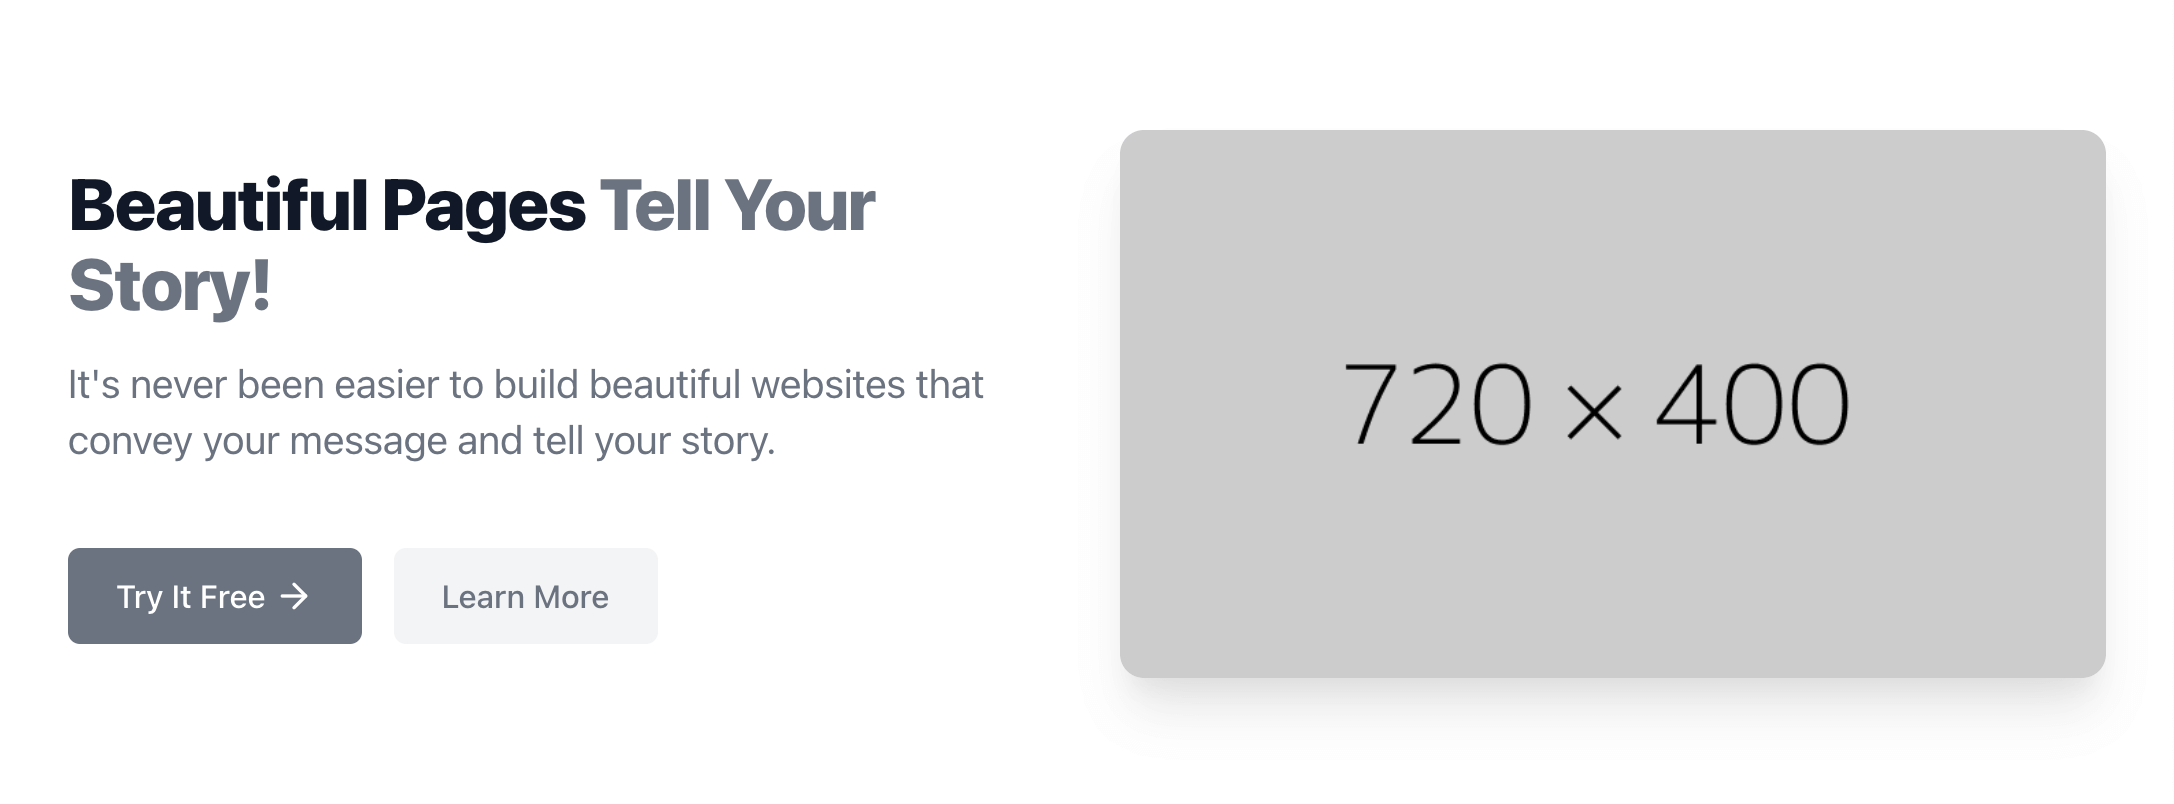 Beautiful Pages Tell Your
Story!
It's never been easier to build beautiful websites that
convey your message and tell your story.
Try It Free →
Learn More
720 × 400